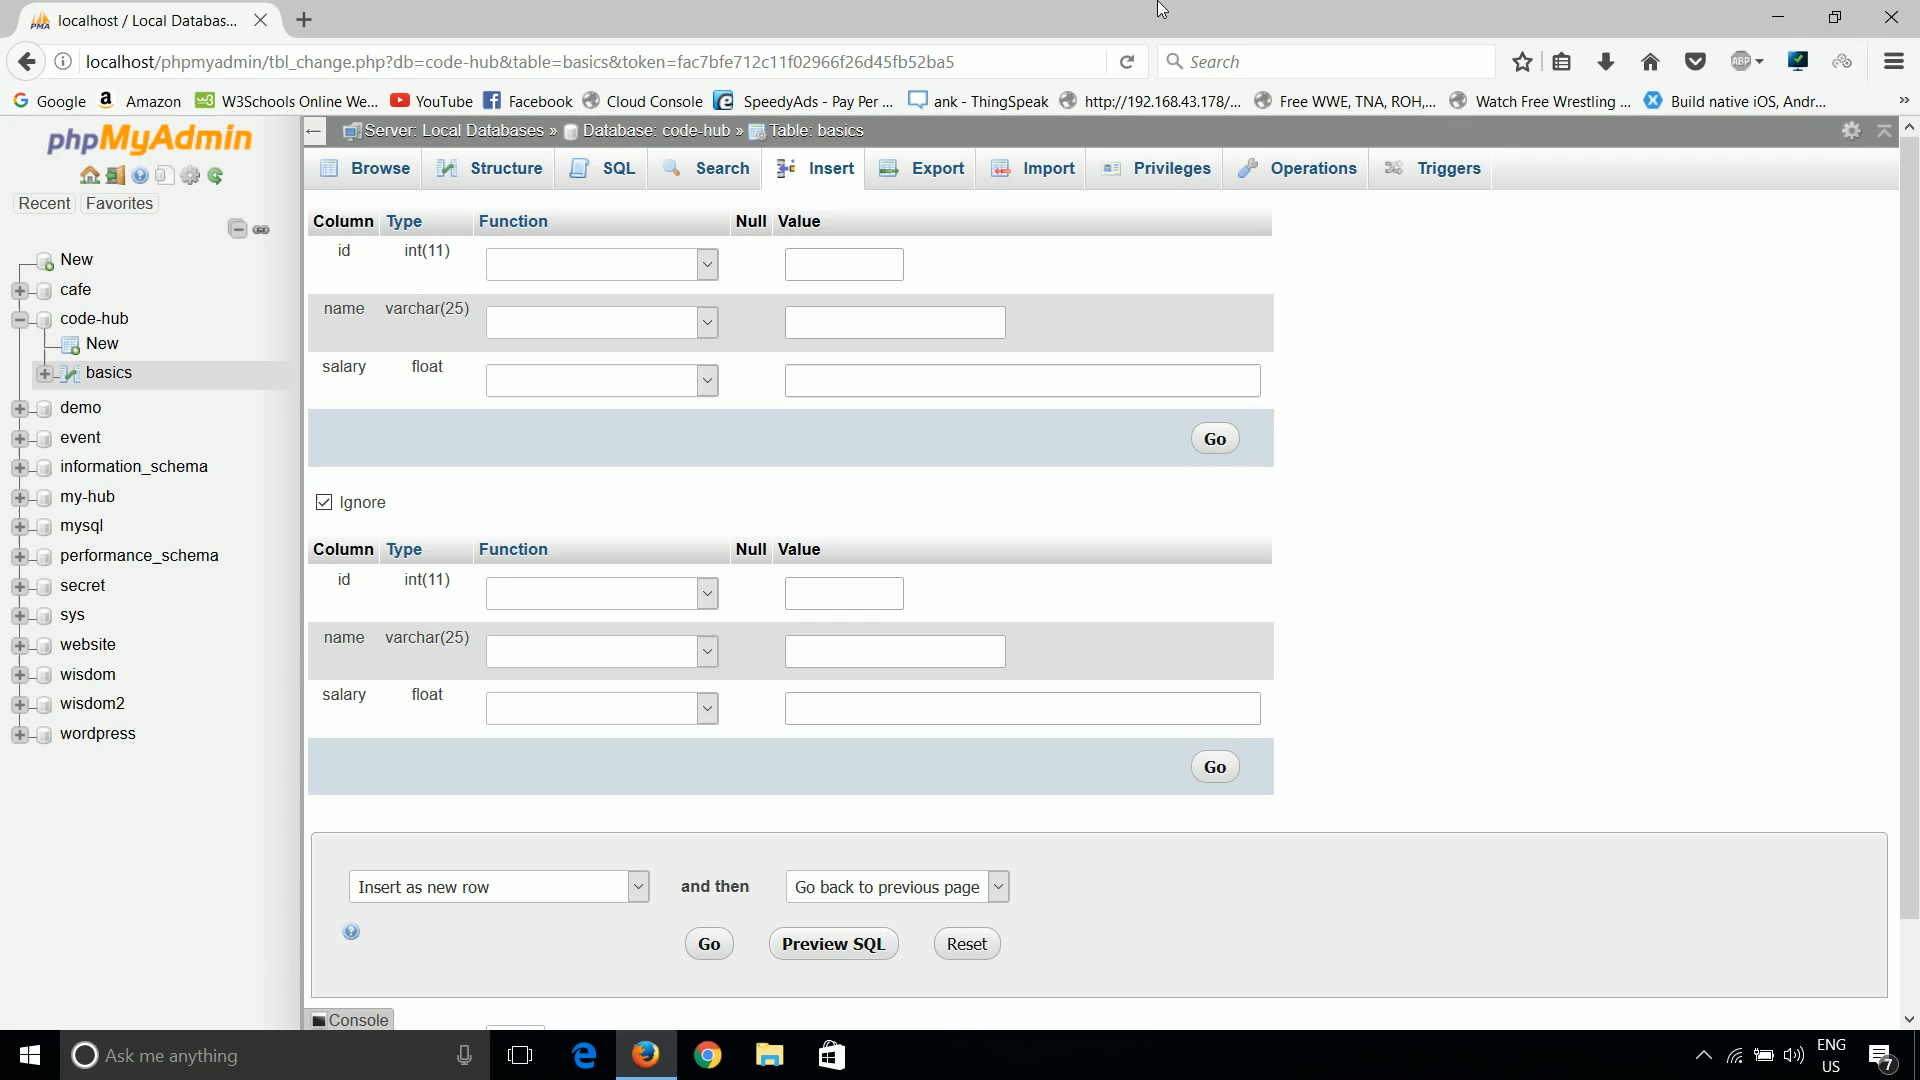 localhost / Local Databas...
localhost/phpmyadmin/tbl_change.php?db=code-hub&table=basics&token=fac7bfe712c11f02966f26d45fb52ba5
Search
ABP
Google
Amazon
W3Schools Online We...
YouTube
Facebook
Cloud Console
SpeedyAds - Pay Per ...
ank - ThingSpeak
http://192.168.43.178/...
Free WWE, TNA, ROH,...
Watch Free Wrestling ...
Build native iOS, Andr...
phpMyAdmin
Recent Favorites
New
cafe
code-hub
New
basics
demo
event
information_schema
my-hub
mysql
performance_schema
secret
sys
website
wisdom
wisdom2
wordpress
Server: Local Databases » Database: code-hub » Table: basics
Browse Structure SQL Search Insert Export Import Privileges Operations Triggers
Column Type Function Null Value
id int(11)
name varchar(25)
salary float
Go
Ignore
Column Type Function Null Value
id int(11)
name varchar(25)
salary float
Go
Insert as new row and then Go back to previous page
Go Preview SQL Reset
Console
Ask me anything
ENG
US
7